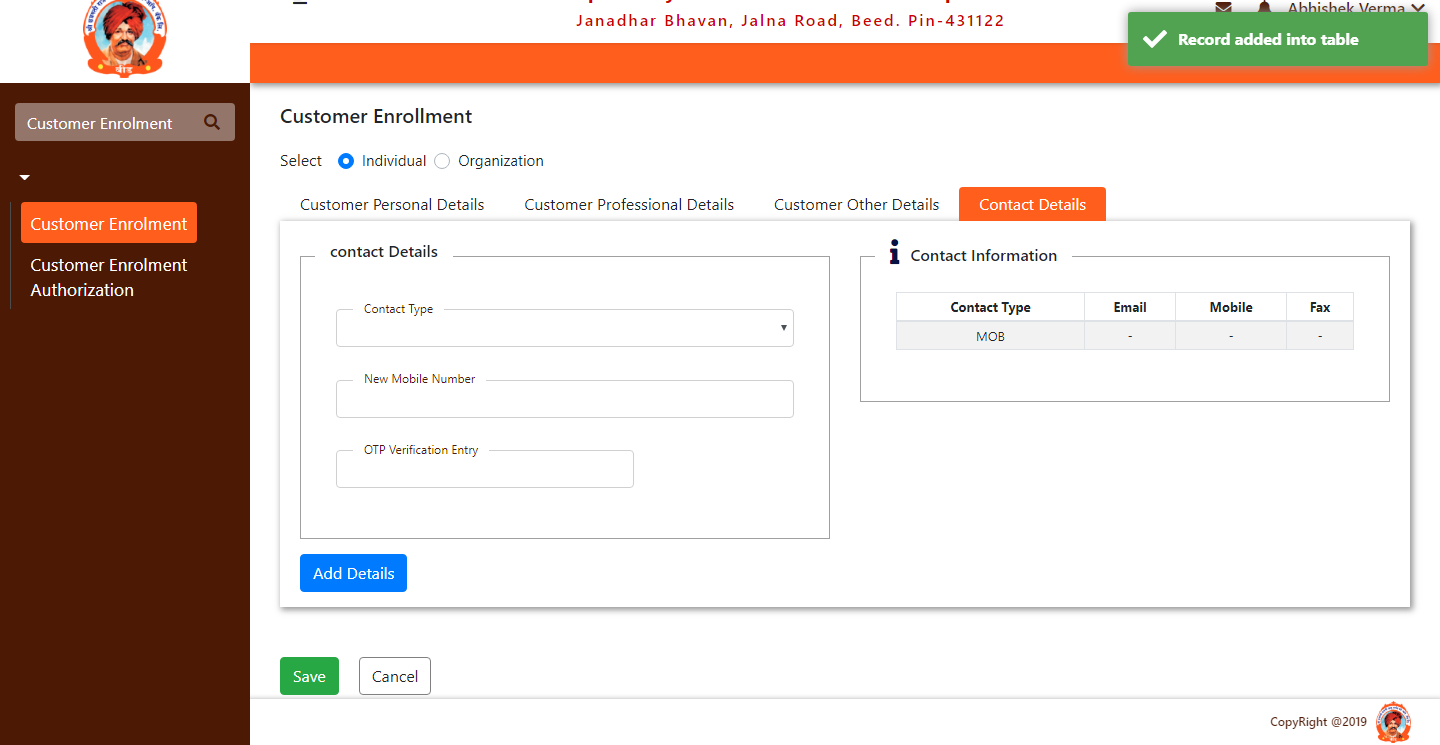 Janadhar Bhavan, Jalna Road, Beed. Pin-431122
Abhishek Verma
Record added into table
बीड
Customer Enrolment
Customer Enrolment
Customer Enrolment
Authorization
Customer Enrollment
Select Individual Organization
Customer Personal Details Customer Professional Details Customer Other Details Contact Details
contact Details
Contact Type
New Mobile Number
OTP Verification Entry
Add Details
Contact Information
Contact Type Email Mobile Fax
MOB - - -
Save Cancel
CopyRight @2019